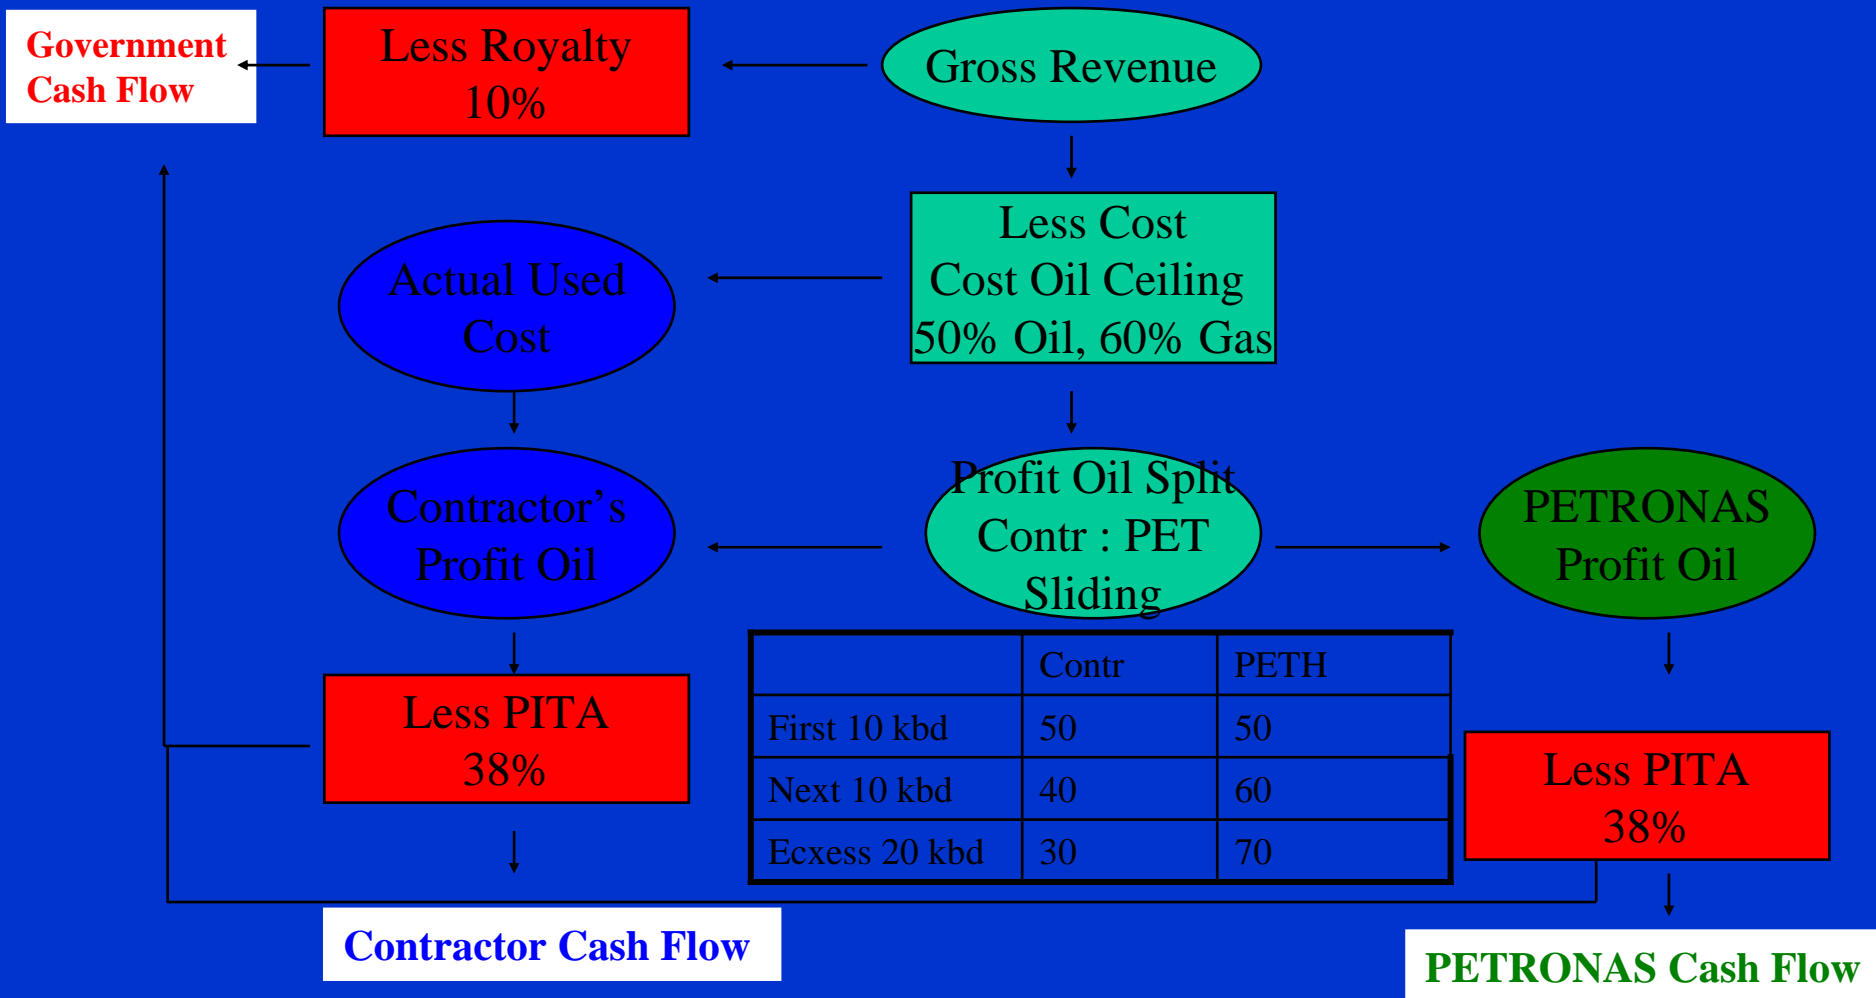 Government
Cash Flow
Less Royalty
10%
Gross Revenue
Actual Used
Cost
Less Cost
Cost Oil Ceiling
50% Oil, 60% Gas
Contractor’s
Profit Oil
Profit Oil Split
Contr : PET
Sliding
PETRONAS
Profit Oil
Contr PETH
First 10 kbd 50 50
Next 10 kbd 40 60
Ecxess 20 kbd 30 70
Less PITA
38%
Less PITA
38%
Contractor Cash Flow
PETRONAS Cash Flow